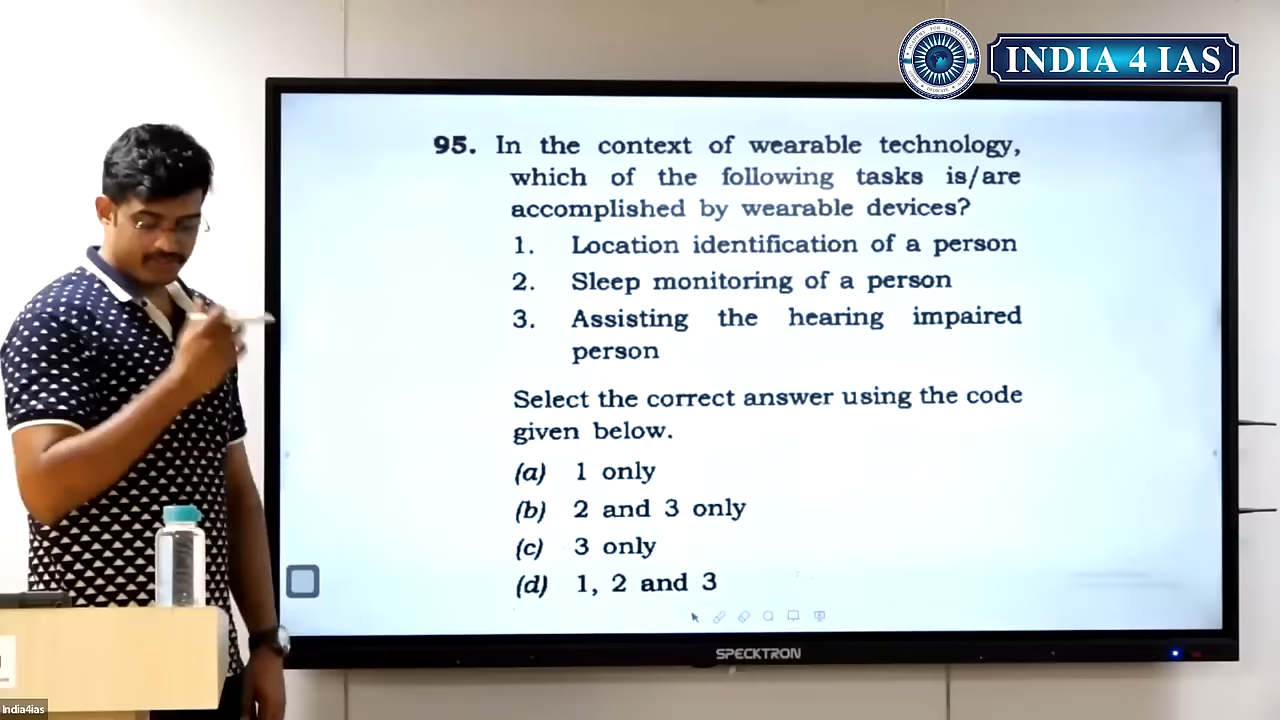 INDIA 4 IAS
95. In the context of wearable technology,
which of the following tasks is/are
accomplished by wearable devices?
1. Location identification of a person
2. Sleep monitoring of a person
3. Assisting the hearing impaired
person
Select the correct answer using the code
given below.
(a) 1 only
(b) 2 and 3 only
(c) 3 only
(d) 1, 2 and 3
SPECKTRON
India4ias